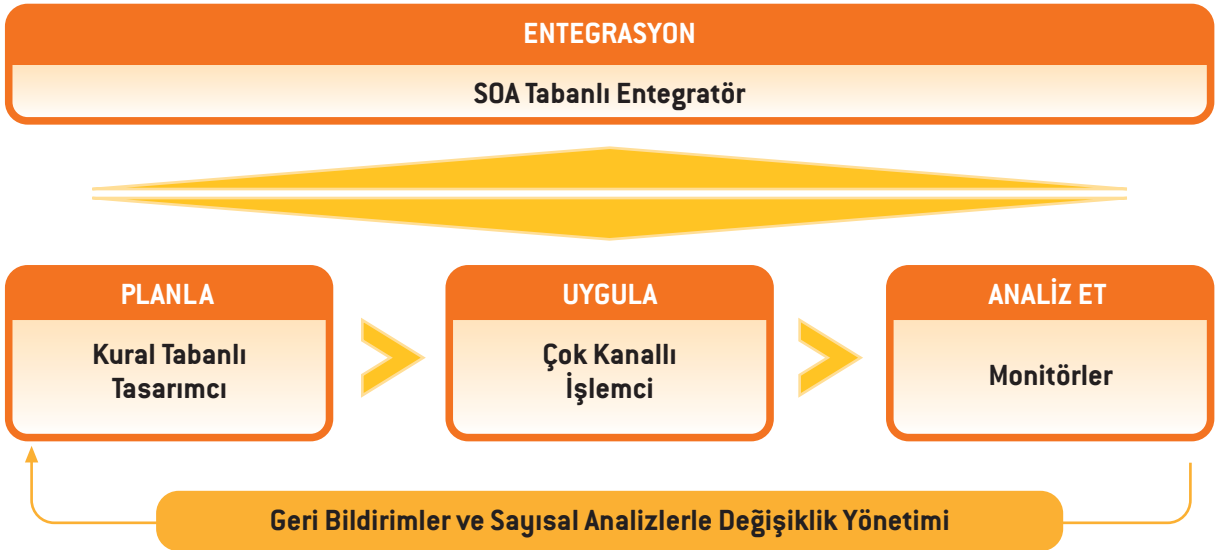 ENTEGRASYON
SOA Tabanlı Entegratör
PLANLA
Kural Tabanlı
Tasarımcı
UYGULA
Çok Kanallı
İşlemci
ANALİZ ET
Monitörler
Geri Bildirimler ve Sayısal Analizlerle Değişiklik Yönetimi